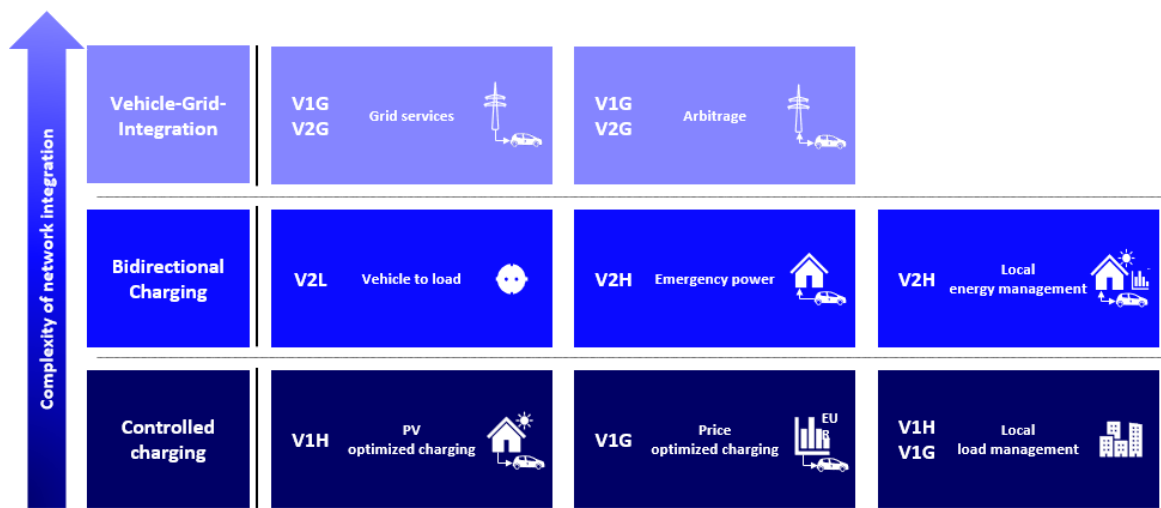 Complexity of network integration
Vehicle-Grid-
Integration
V1G
V2G
Grid services
V1G
V2G
Arbitrage
Bidirectional
Charging
V2L
Vehicle to load
V2H
Emergency power
V2H
Local
energy management
Controlled
charging
V1H
PV
optimized charging
V1G
Price
optimized charging
EU
R
V1H
V1G
Local
load management